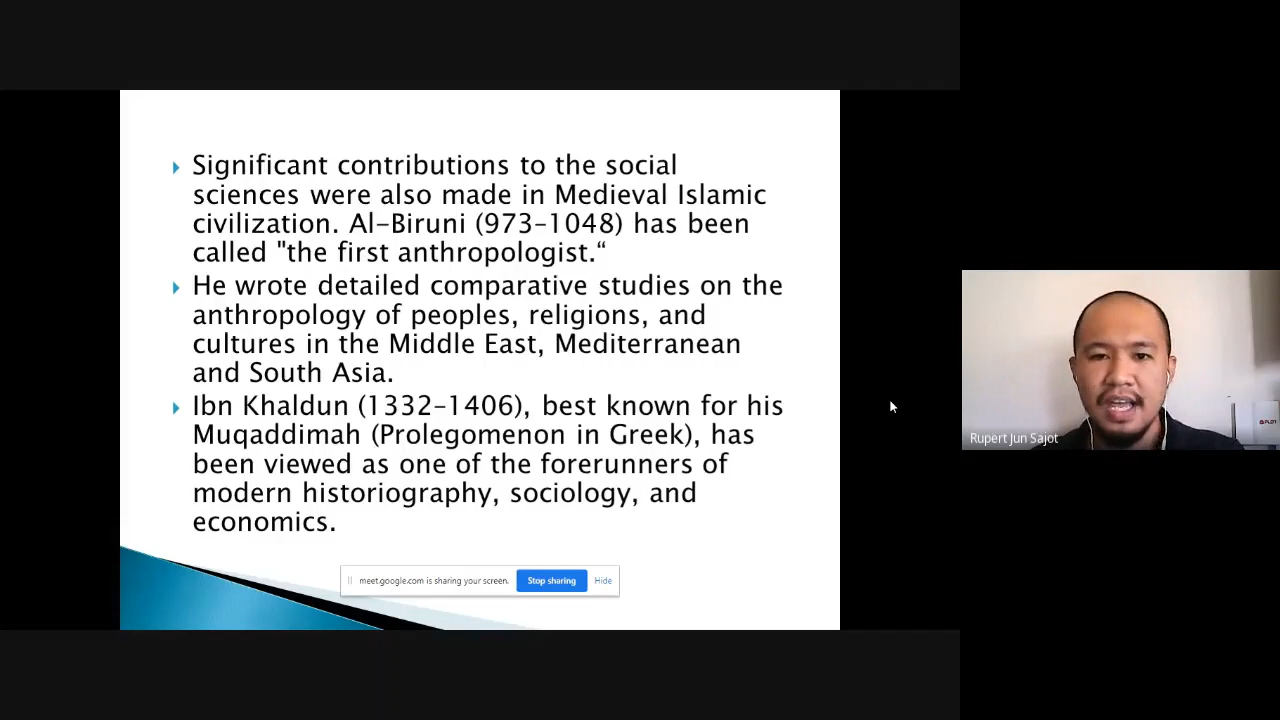 Significant contributions to the social
sciences were also made in Medieval Islamic
civilization. Al-Biruni (973–1048) has been
called "the first anthropologist.“
He wrote detailed comparative studies on the
anthropology of peoples, religions, and
cultures in the Middle East, Mediterranean
and South Asia.
Ibn Khaldun (1332–1406), best known for his
Muqaddimah (Prolegomenon in Greek), has
been viewed as one of the forerunners of
modern historiography, sociology, and
economics.
meet.google.com is sharing your screen. Stop sharing Hide
Rupert Jun Sajot
PLDT